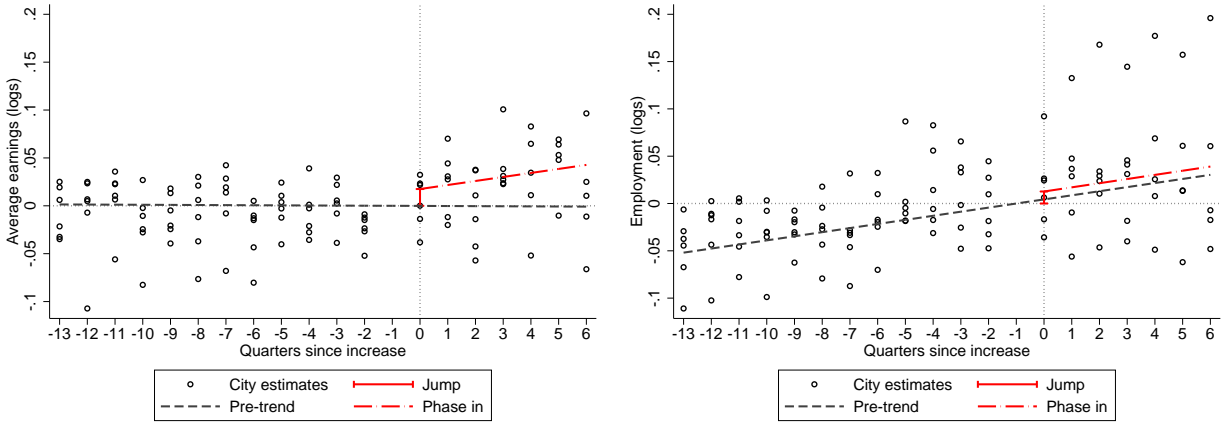 Average earnings (logs)
.2
.15
.1
.05
0
-.05
-.1
-13 -12 -11 -10 -9 -8 -7 -6 -5 -4 -3 -2 -1 0 1 2 3 4 5 6
Quarters since increase
City estimates Jump
Pre-trend Phase in
Employment (logs)
.2
.15
.1
.05
0
-.05
-.1
-13 -12 -11 -10 -9 -8 -7 -6 -5 -4 -3 -2 -1 0 1 2 3 4 5 6
Quarters since increase
City estimates Jump
Pre-trend Phase in